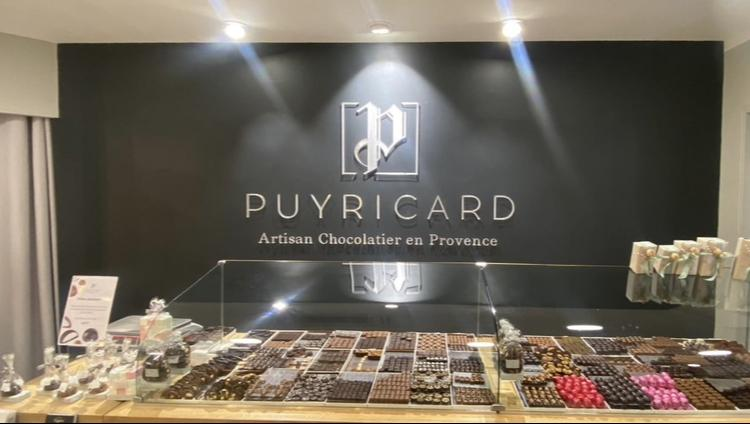 P
PUYRICARD
Artisan Chocolatier en Provence